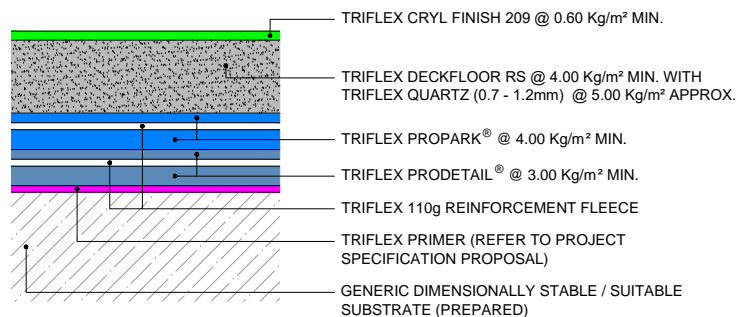 TRIFLEX CRYL FINISH 209 @ 0.60 Kg/m² MIN.
TRIFLEX DECKFLOOR RS @ 4.00 Kg/m² MIN. WITH
TRIFLEX QUARTZ (0.7 - 1.2mm) @ 5.00 Kg/m² APPROX.
TRIFLEX PROPARK® @ 4.00 Kg/m² MIN.
TRIFLEX PRODETAIL® @ 3.00 Kg/m² MIN.
TRIFLEX 110g REINFORCEMENT FLEECE
TRIFLEX PRIMER (REFER TO PROJECT
SPECIFICATION PROPOSAL)
GENERIC DIMENSIONALLY STABLE / SUITABLE
SUBSTRATE (PREPARED)